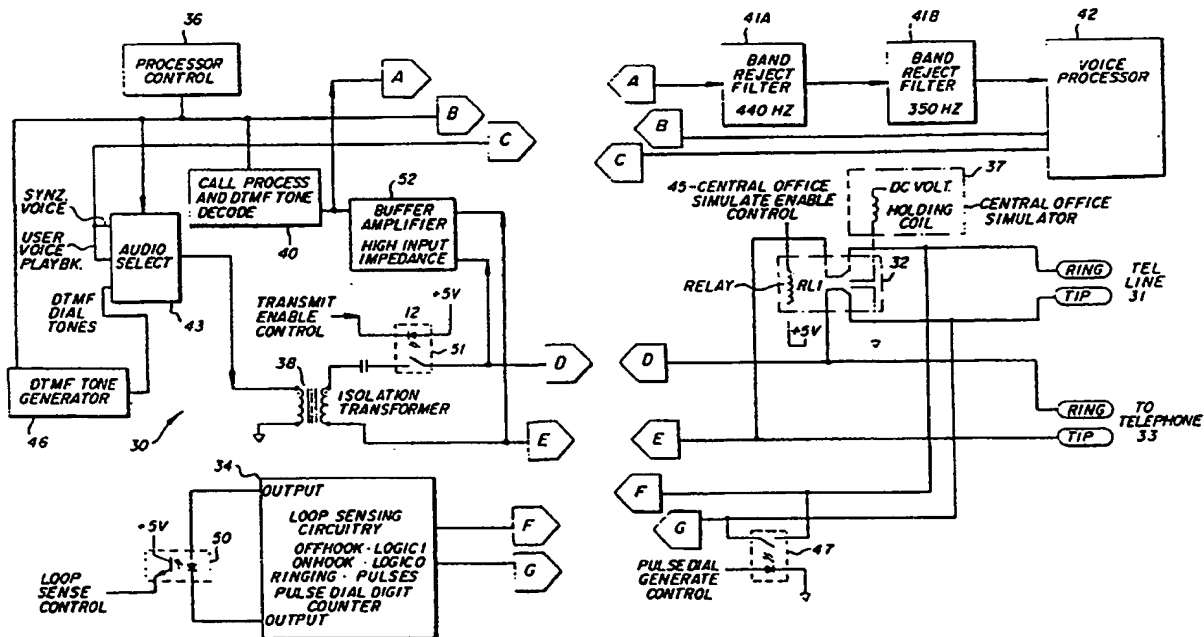 36
PROCESSOR
CONTROL
A
B
C
SYNZ.
VOICE
USER
VOICE
PLAYBK.
DTMF
DIAL
TONES
AUDIO
SELECT
43
CALL PROCESS
AND DTMF TONE
DECODE
40
52
BUFFER
AMPLIFIER
HIGH INPUT
IMPEDANCE
TRANSMIT
ENABLE
CONTROL
+5V
12
51
D
38
ISOLATION
TRANSFORMER
E
DTMF TONE
GENERATOR
46
30
34
OUTPUT
LOOP SENSING
CIRCUITRY
OFFHOOK · LOGIC 1
ONHOOK · LOGIC 0
RINGING · PULSES
PULSE DIAL DIGIT
COUNTER
OUTPUT
F
G
+5V
50
LOOP
SENSE
CONTROL
41A
BAND
REJECT
FILTER
440 HZ
41B
BAND
REJECT
FILTER
350 HZ
42
VOICE
PROCESSOR
A
B
C
45-CENTRAL OFFICE
SIMULATE ENABLE
CONTROL
37
DC VOLT.
HOLDING
COIL
CENTRAL OFFICE
SIMULATOR
32
RELAY
RL1
+5V
RING
TIP
TEL
LINE
31
D
E
RING
TIP
TO
TELEPHONE
33
F
G
47
PULSE DIAL
GENERATE
CONTROL